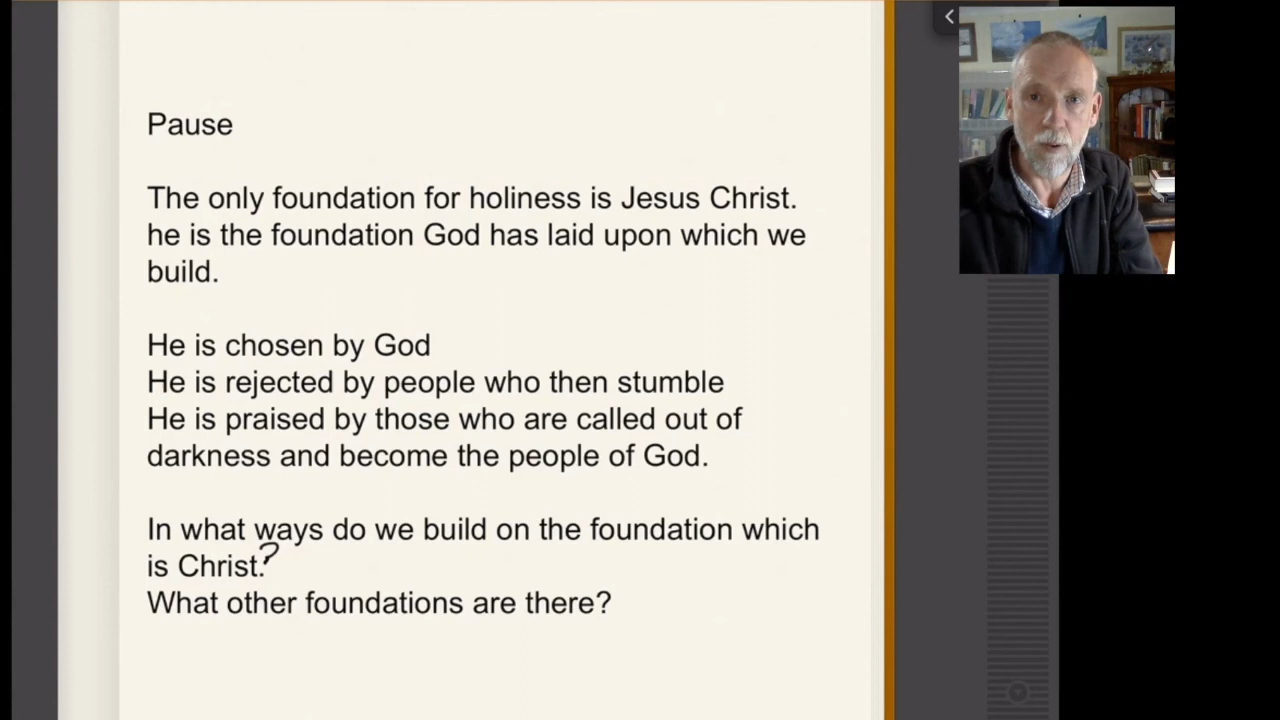 Pause
The only foundation for holiness is Jesus Christ.
he is the foundation God has laid upon which we
build.
He is chosen by God
He is rejected by people who then stumble
He is praised by those who are called out of
darkness and become the people of God.
In what ways do we build on the foundation which
is Christ.?
What other foundations are there?